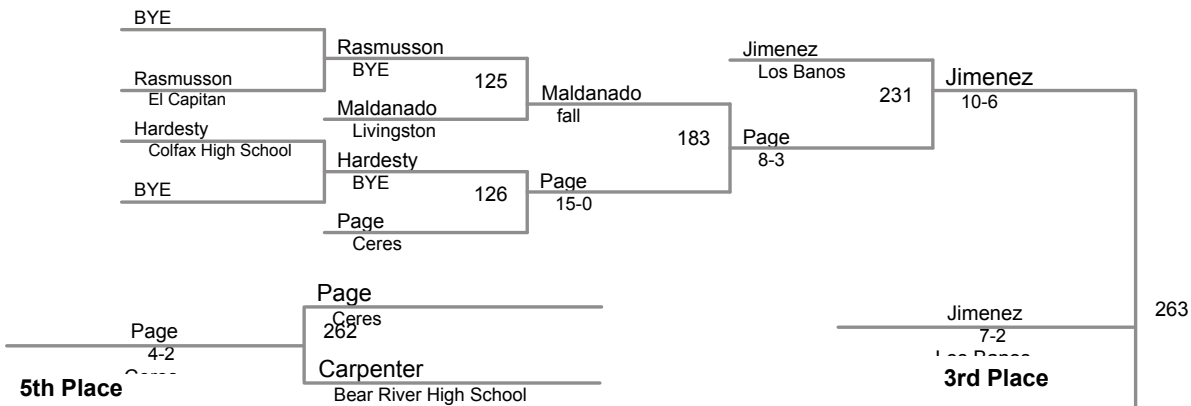 BYE
Rasmusson
El Capitan
Hardesty
Colfax High School
BYE
Rasmusson
BYE
125
Maldanado
Livingston
Hardesty
BYE
126
Page
Ceres
Maldanado
fall
183
Page
15-0
Jimenez
Los Banos
231
Page
8-3
Jimenez
10-6
263
Page
Ceres
262
Carpenter
Bear River High School
Page
4-2
5th Place
Jimenez
7-2
Los Banos
3rd Place